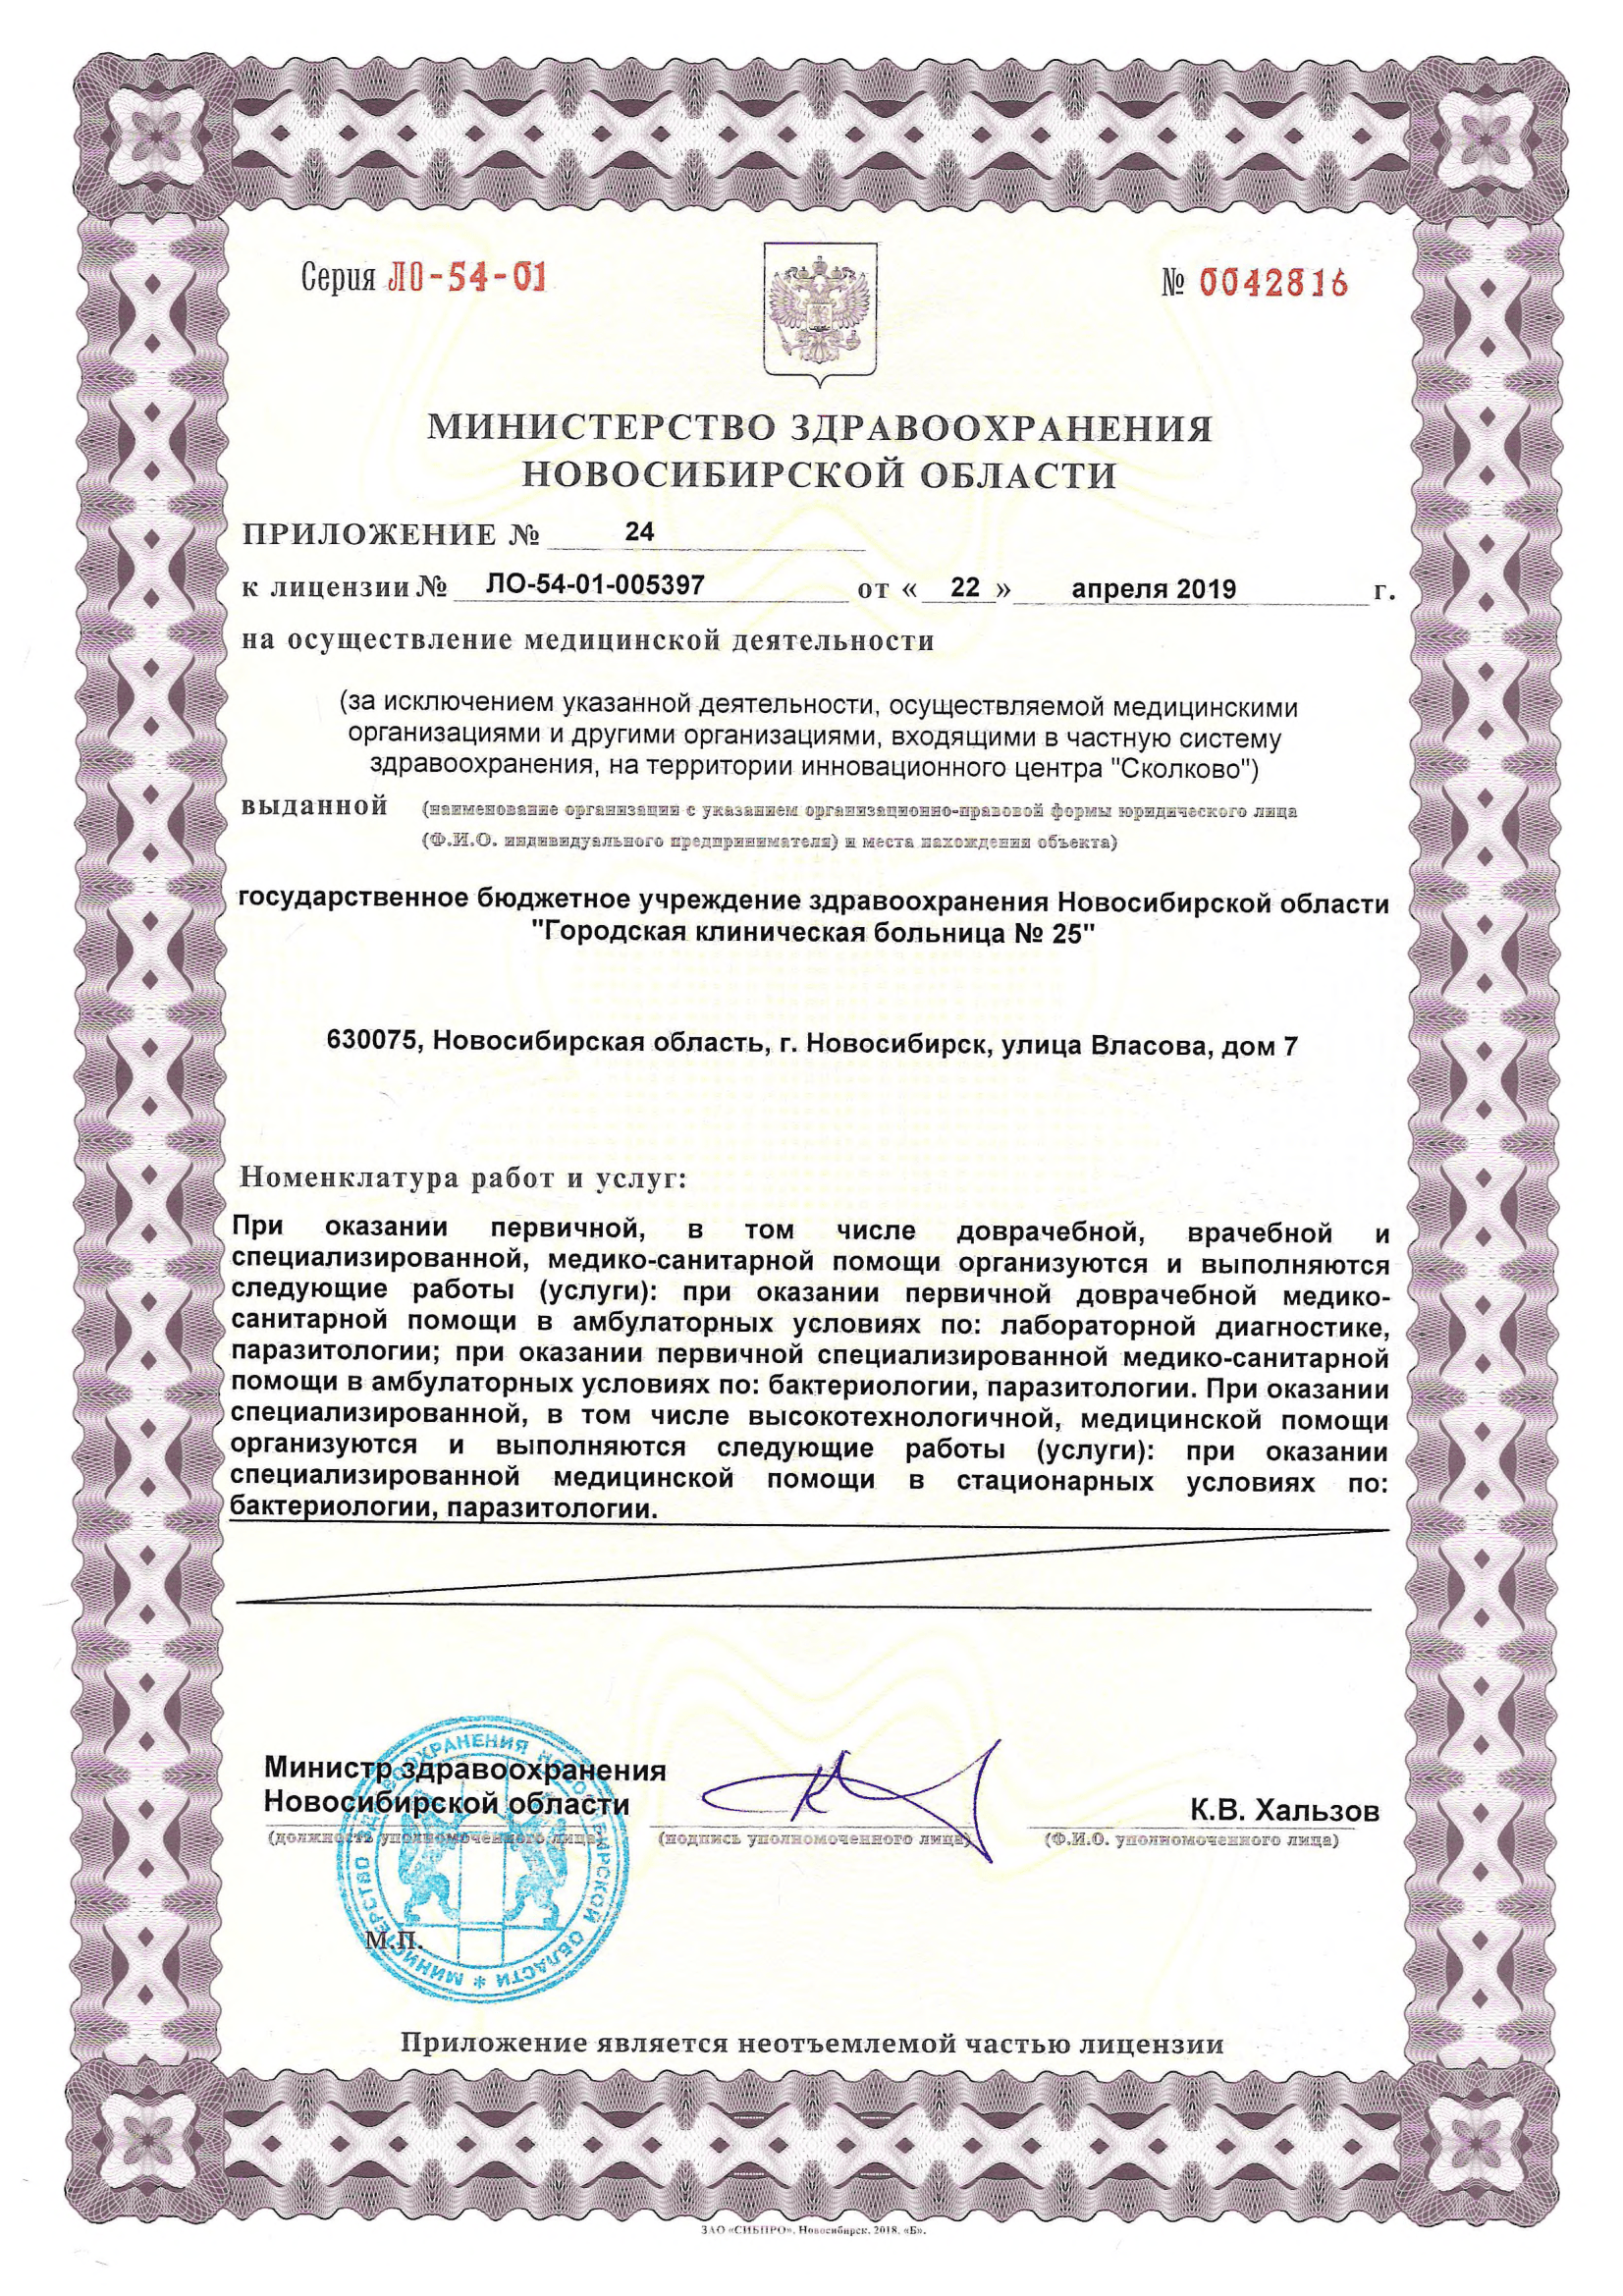 Серия ЛО-54-01
№ 0042816
МИНИСТЕРСТВО ЗДРАВООХРАНЕНИЯ
НОВОСИБИРСКОЙ ОБЛАСТИ
ПРИЛОЖЕНИЕ № 24
к лицензии № ЛО-54-01-005397 от « 22 » апреля 2019 г.
на осуществление медицинской деятельности
(за исключением указанной деятельности, осуществляемой медицинскими
организациями и другими организациями, входящими в частную систему
здравоохранения, на территории инновационного центра "Сколково")
выданной (наименование организации с указанием организационно-правовой формы юридического лица
(Ф.И.О. индивидуального предпринимателя) и места нахождения объекта)
государственное бюджетное учреждение здравоохранения Новосибирской области
"Городская клиническая больница № 25"
630075, Новосибирская область, г. Новосибирск, улица Власова, дом 7
Номенклатура работ и услуг:
При оказании первичной, в том числе доврачебной, врачебной и
специализированной, медико-санитарной помощи организуются и выполняются
следующие работы (услуги): при оказании первичной доврачебной медико-
санитарной помощи в амбулаторных условиях по: лабораторной диагностике,
паразитологии; при оказании первичной специализированной медико-санитарной
помощи в амбулаторных условиях по: бактериологии, паразитологии. При оказании
специализированной, в том числе высокотехнологичной, медицинской помощи
организуются и выполняются следующие работы (услуги): при оказании
специализированной медицинской помощи в стационарных условиях по:
бактериологии, паразитологии.
Министр здравоохранения
Новосибирской области
К.В. Хальзов
(должность уполномоченного лица)
(подпись уполномоченного лица)
(Ф.И.О. уполномоченного лица)
МИНИСТЕРСТВО ЗДРАВООХРАНЕНИЯ НОВОСИБИРСКОЙ ОБЛАСТИ *
М.П.
Приложение является неотъемлемой частью лицензии
ЗАО «СИБПРО», Новосибирск, 2018, «Б».